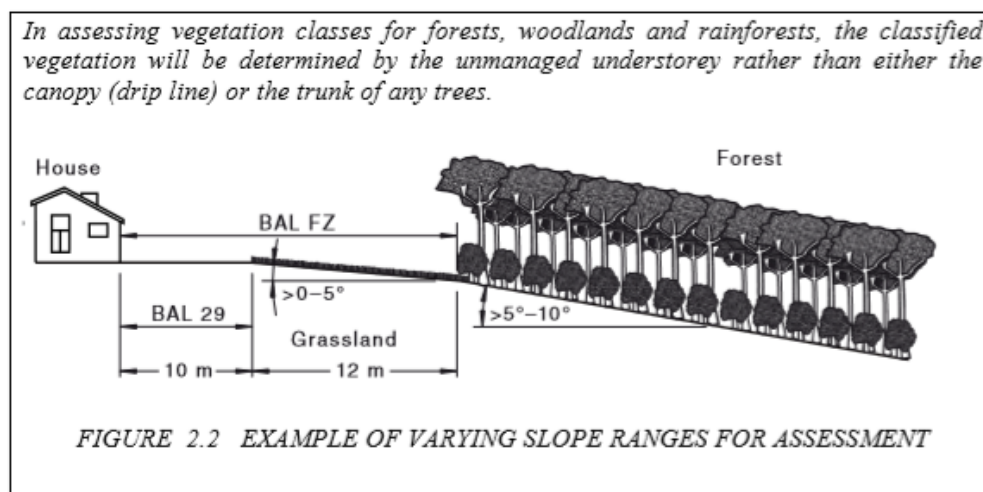 In assessing vegetation classes for forests, woodlands and rainforests, the classified
vegetation will be determined by the unmanaged understorey rather than either the
canopy (drip line) or the trunk of any trees.
House
Forest
BAL FZ
>0–5°
>5°–10°
BAL 29
Grassland
10 m
12 m
FIGURE 2.2 EXAMPLE OF VARYING SLOPE RANGES FOR ASSESSMENT